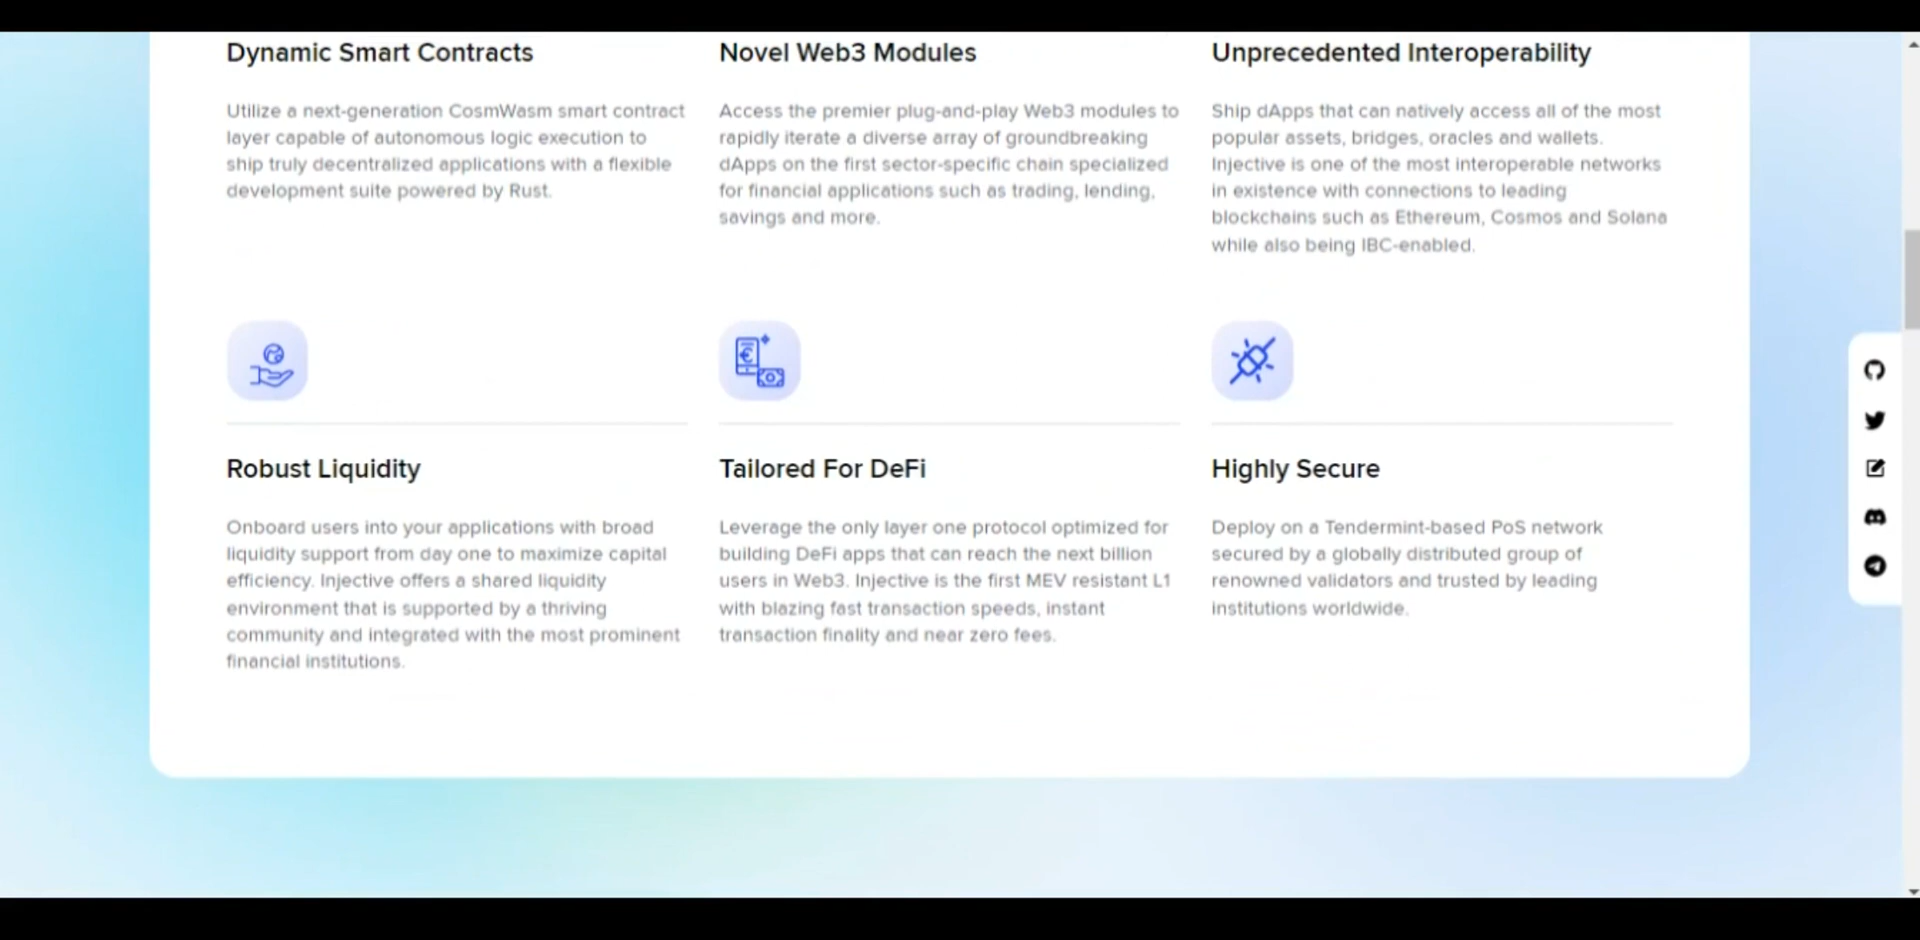 Dynamic Smart Contracts
Utilize a next-generation CosmWasm smart contract
layer capable of autonomous logic execution to
ship truly decentralized applications with a flexible
development suite powered by Rust.
Novel Web3 Modules
Access the premier plug-and-play Web3 modules to
rapidly iterate a diverse array of groundbreaking
dApps on the first sector-specific chain specialized
for financial applications such as trading, lending,
savings and more.
Unprecedented Interoperability
Ship dApps that can natively access all of the most
popular assets, bridges, oracles and wallets.
Injective is one of the most interoperable networks
in existence with connections to leading
blockchains such as Ethereum, Cosmos and Solana
while also being IBC-enabled.
Robust Liquidity
Onboard users into your applications with broad
liquidity support from day one to maximize capital
efficiency. Injective offers a shared liquidity
environment that is supported by a thriving
community and integrated with the most prominent
financial institutions.
Tailored For DeFi
Leverage the only layer one protocol optimized for
building DeFi apps that can reach the next billion
users in Web3. Injective is the first MEV resistant L1
with blazing fast transaction speeds, instant
transaction finality and near zero fees.
Highly Secure
Deploy on a Tendermint-based PoS network
secured by a globally distributed group of
renowned validators and trusted by leading
institutions worldwide.